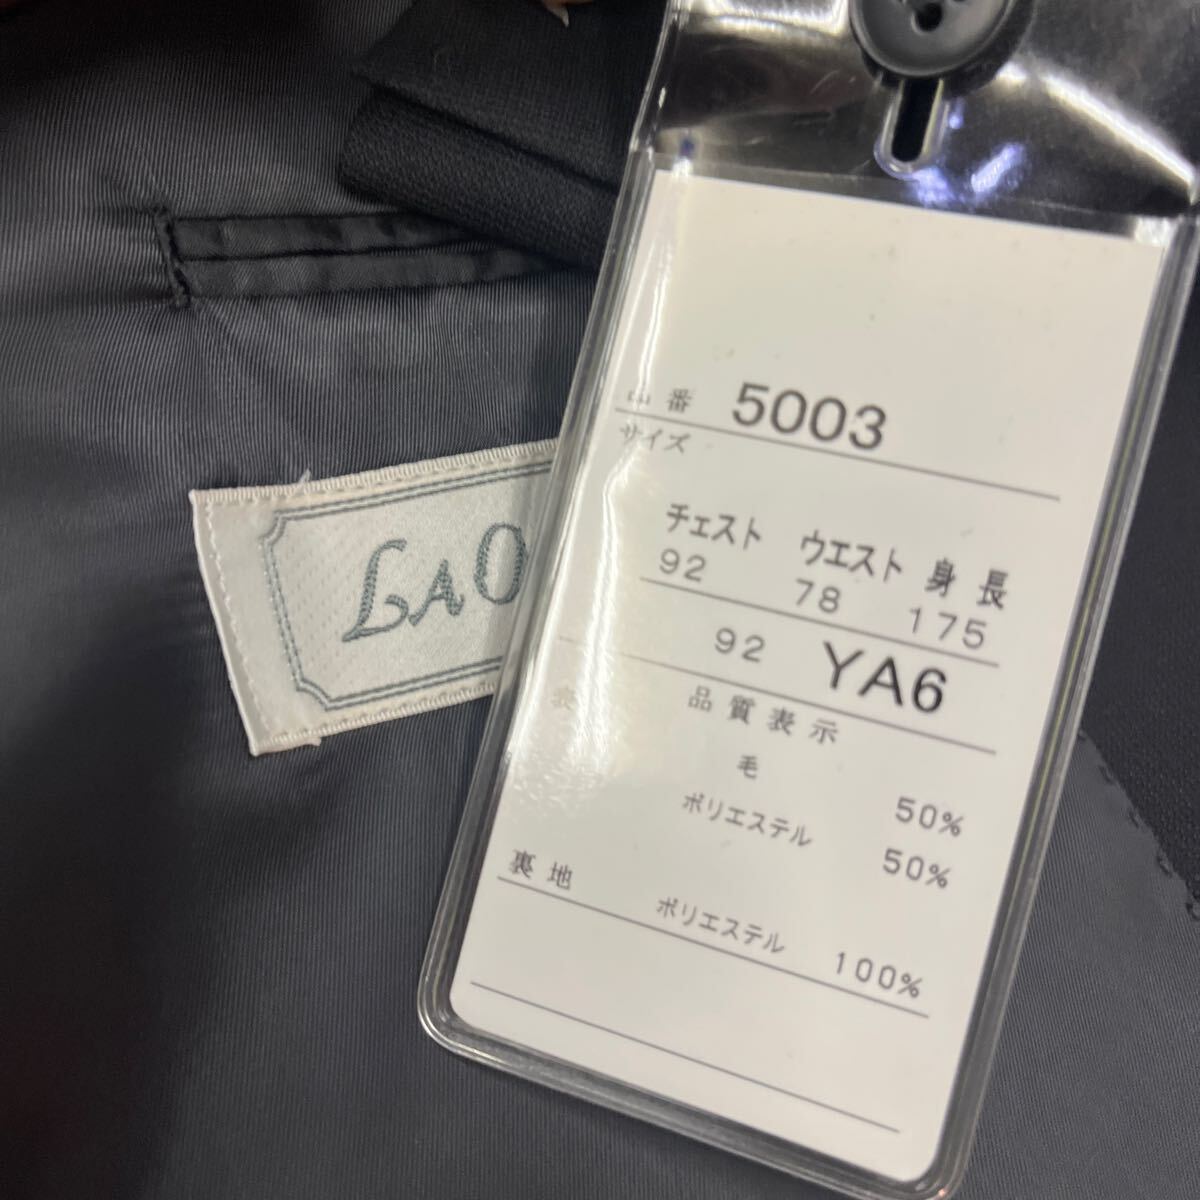 品番 5003
サイズ
チェスト ウエスト 身長
92 78 175
92 YA6
品質表示
表
毛 50%
ポリエステル 50%
裏地
ポリエステル 100%
LAO